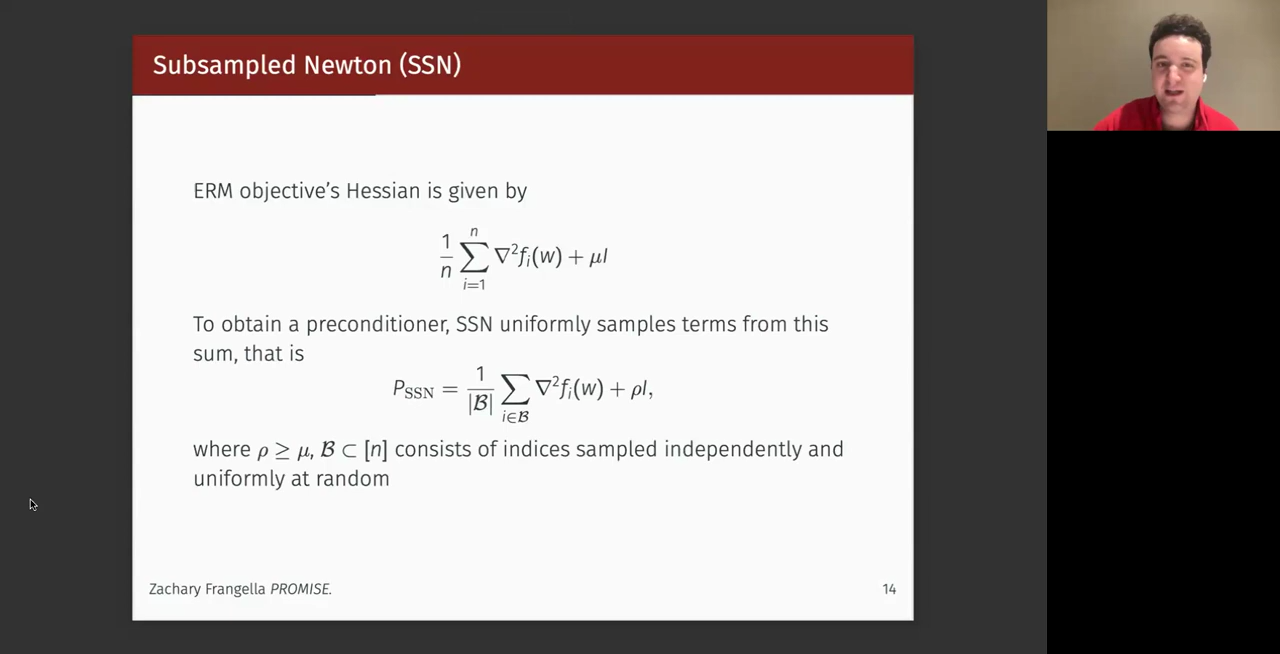 Subsampled Newton (SSN)
ERM objective's Hessian is given by
$\frac{1}{n} \sum_{i=1}^{n} \nabla^2 f_i(w) + \mu I$
To obtain a preconditioner, SSN uniformly samples terms from this
sum, that is
$P_{\mathrm{SSN}} = \frac{1}{|\mathcal{B}|} \sum_{i \in \mathcal{B}} \nabla^2 f_i(w) + \rho I,$
where $\rho \geq \mu$, $\mathcal{B} \subset [n]$ consists of indices sampled independently and
uniformly at random
Zachary Frangella PROMISE.
14